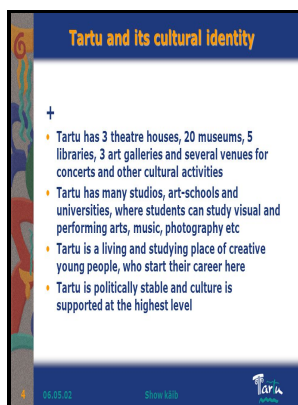 Tartu and its cultural identity
+
• Tartu has 3 theatre houses, 20 museums, 5
libraries, 3 art galleries and several venues for
concerts and other cultural activities
• Tartu has many studios, art-schools and
universities, where students can study visual and
performing arts, music, photography etc
• Tartu is a living and studying place of creative
young people, who start their career here
• Tartu is politically stable and culture is
supported at the highest level
4 06.05.02 Show käib
Tartu